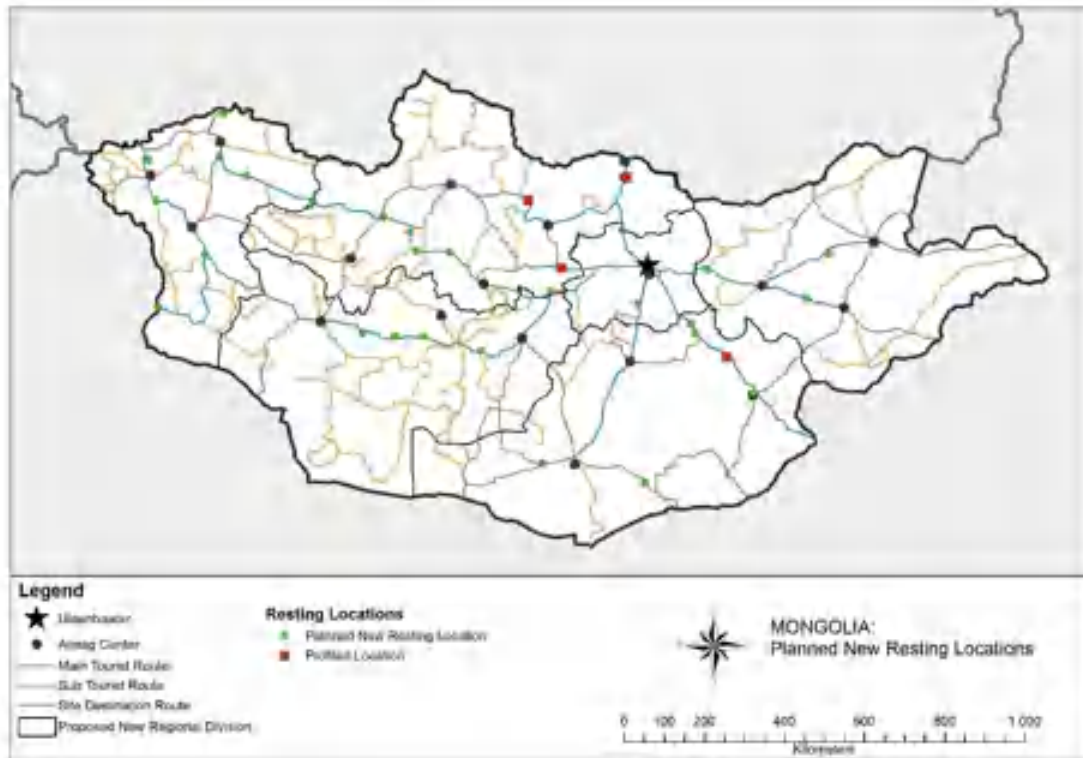 Legend
Ulaanbaatar
Aimag Center
Main Tourist Route
Sub Tourist Route
Site Destination Route
Proposed New Regional Division
Resting Locations
Planned New Resting Location
Profiled Location
MONGOLIA:
Planned New Resting Locations
0 100 200 400 600 800 1 000
Kilometers